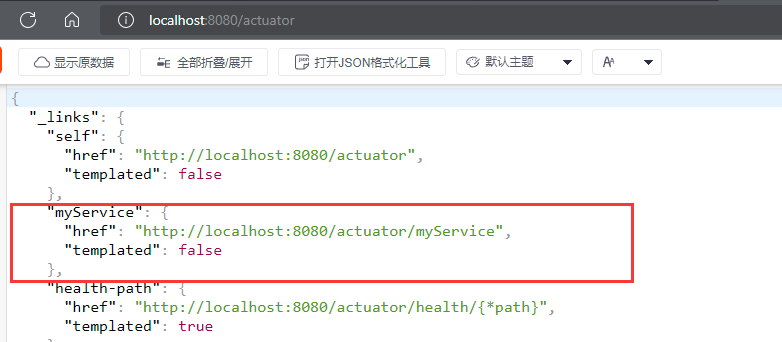 localhost:8080/actuator
显示原数据 全部折叠/展开 json 打开JSON格式化工具 默认主题 AA
{
"_links": {
"self": {
"href": "http://localhost:8080/actuator",
"templated": false
},
"myService": {
"href": "http://localhost:8080/actuator/myService",
"templated": false
},
"health-path": {
"href": "http://localhost:8080/actuator/health/{*path}",
"templated": true